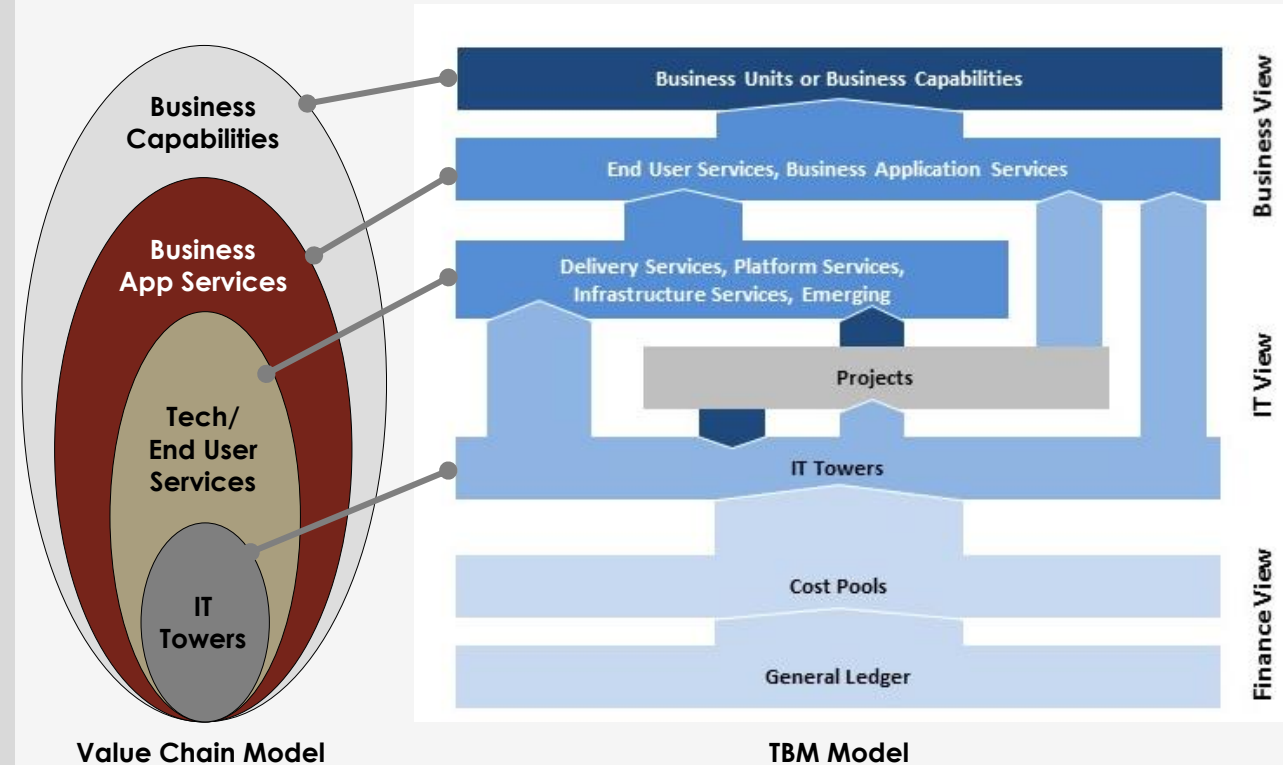 Business
Capabilities
Business
App Services
Tech/
End User
Services
IT
Towers
Value Chain Model
Business Units or Business Capabilities
End User Services, Business Application Services
Delivery Services, Platform Services,
Infrastructure Services, Emerging
Projects
IT Towers
Cost Pools
General Ledger
Business View
IT View
Finance View
TBM Model